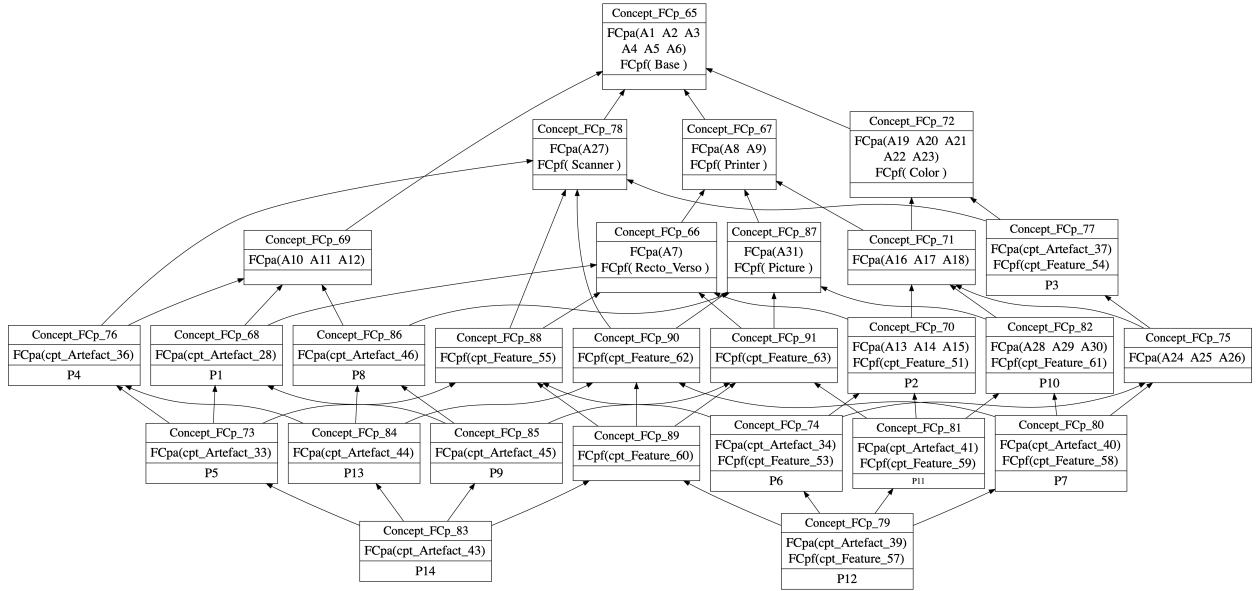 Concept_FCp_65
FCpa(A1 A2 A3
A4 A5 A6)
FCpf( Base )
Concept_FCp_78
FCpa(A27)
FCpf( Scanner )
Concept_FCp_67
FCpa(A8 A9)
FCpf( Printer )
Concept_FCp_72
FCpa(A19 A20 A21
A22 A23)
FCpf( Color )
Concept_FCp_69
FCpa(A10 A11 A12)
Concept_FCp_66
FCpa(A7)
FCpf( Recto_Verso )
Concept_FCp_87
FCpa(A31)
FCpf( Picture )
Concept_FCp_71
FCpa(A16 A17 A18)
Concept_FCp_77
FCpa(cpt_Artefact_37)
FCpf(cpt_Feature_54)
P3
Concept_FCp_76
FCpa(cpt_Artefact_36)
P4
Concept_FCp_68
FCpa(cpt_Artefact_28)
P1
Concept_FCp_86
FCpa(cpt_Artefact_46)
P8
Concept_FCp_88
FCpf(cpt_Feature_55)
Concept_FCp_90
FCpf(cpt_Feature_62)
Concept_FCp_91
FCpf(cpt_Feature_63)
Concept_FCp_70
FCpa(A13 A14 A15)
FCpf(cpt_Feature_51)
P2
Concept_FCp_82
FCpa(A28 A29 A30)
FCpf(cpt_Feature_61)
P10
Concept_FCp_75
FCpa(A24 A25 A26)
Concept_FCp_73
FCpa(cpt_Artefact_33)
P5
Concept_FCp_84
FCpa(cpt_Artefact_44)
P13
Concept_FCp_85
FCpa(cpt_Artefact_45)
P9
Concept_FCp_89
FCpf(cpt_Feature_60)
Concept_FCp_74
FCpa(cpt_Artefact_34)
FCpf(cpt_Feature_53)
P6
Concept_FCp_81
FCpa(cpt_Artefact_41)
FCpf(cpt_Feature_59)
P11
Concept_FCp_80
FCpa(cpt_Artefact_40)
FCpf(cpt_Feature_58)
P7
Concept_FCp_83
FCpa(cpt_Artefact_43)
P14
Concept_FCp_79
FCpa(cpt_Artefact_39)
FCpf(cpt_Feature_57)
P12